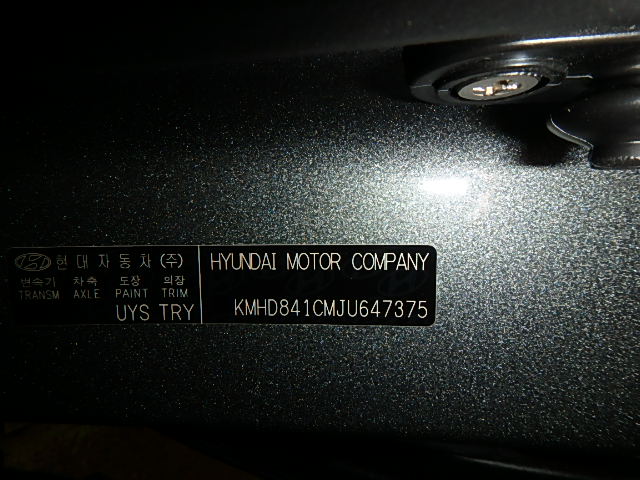 현대자동차(주)
변속기 차축 도장 의장
TRANSM AXLE PAINT TRIM
UYS TRY
HYUNDAI MOTOR COMPANY
KMHD841CMJU647375